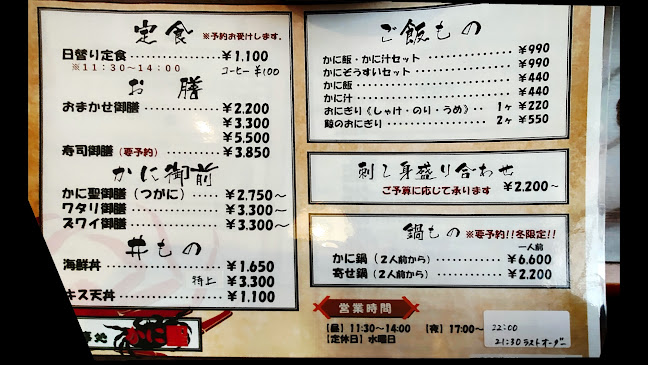 定食 ※予約お受けします。
日替り定食 ‥‥‥‥‥ ¥1.100
※11:30～14:00 コーヒー ¥100
お膳
おまかせ御膳 ‥‥‥‥‥ ¥2.200
¥3.300
¥5.500
寿司御膳(要予約) ‥‥‥‥ ¥3.850
かに御前
かに聖御膳(つがに) ‥‥‥ ¥2.750～
ワタリ御膳 ‥‥‥‥‥‥ ¥3.300～
ズワイ御膳 ‥‥‥‥‥‥ ¥3.300～
丼もの
海鮮丼 ‥‥‥‥‥‥‥ ¥1.650
特上 ¥3.300
キス天丼 ‥‥‥‥‥‥ ¥1.100
ご飯もの
かに飯・かに汁セット ‥‥‥‥‥ ¥990
かにぞうすいセット ‥‥‥‥‥‥ ¥990
かに飯 ‥‥‥‥‥‥‥‥‥‥ ¥440
かに汁 ‥‥‥‥‥‥‥‥‥‥ ¥440
おにぎり《しゃけ・のり・うめ》‥ 1ヶ ¥220
鯨のおにぎり ‥‥‥‥‥‥‥ 2ヶ ¥550
刺し身盛り合わせ
ご予算に応じて承ります ¥2.200～
鍋もの ※要予約!!冬限定!!
一人前
かに鍋(2人前から) ‥‥‥‥‥ ¥6.600
寄せ鍋(2人前から) ‥‥‥‥‥ ¥2.200
営業時間
【昼】11:30～14:00 【夜】17:00～ 22:00
【定休日】水曜日 21:30 ラストオーダー